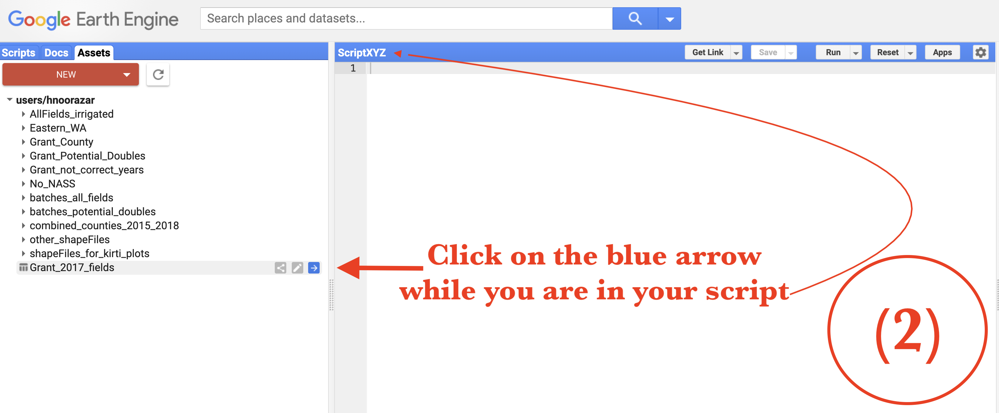 Google Earth Engine
Search places and datasets...
Scripts Docs Assets
NEW
users/hnoorazar
AllFields_irrigated
Eastern_WA
Grant_County
Grant_Potential_Doubles
Grant_not_correct_years
No_NASS
batches_all_fields
batches_potential_doubles
combined_counties_2015_2018
other_shapeFiles
shapeFiles_for_kirti_plots
Grant_2017_fields
ScriptXYZ
Get Link Save Run Reset Apps
1
Click on the blue arrow
while you are in your script
(2)